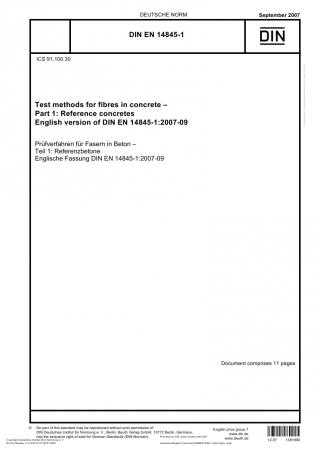 DEUTSCHE NORM
September 2007
DIN EN 14845-1
DIN
ICS 91.100.30
Test methods for fibres in concrete –
Part 1: Reference concretes
English version of DIN EN 14845-1:2007-09
Prüfverfahren für Fasern in Beton –
Teil 1: Referenzbetone
Englische Fassung DIN EN 14845-1:2007-09
Document comprises 11 pages
© No part of this standard may be reproduced without prior permission of
DIN Deutsches Institut für Normung e. V., Berlin. Beuth Verlag GmbH, 10772 Berlin, Germany,
has the exclusive right of sale for German Standards (DIN-Normen).
English price group 7
www.din.de
www.beuth.de
12.07